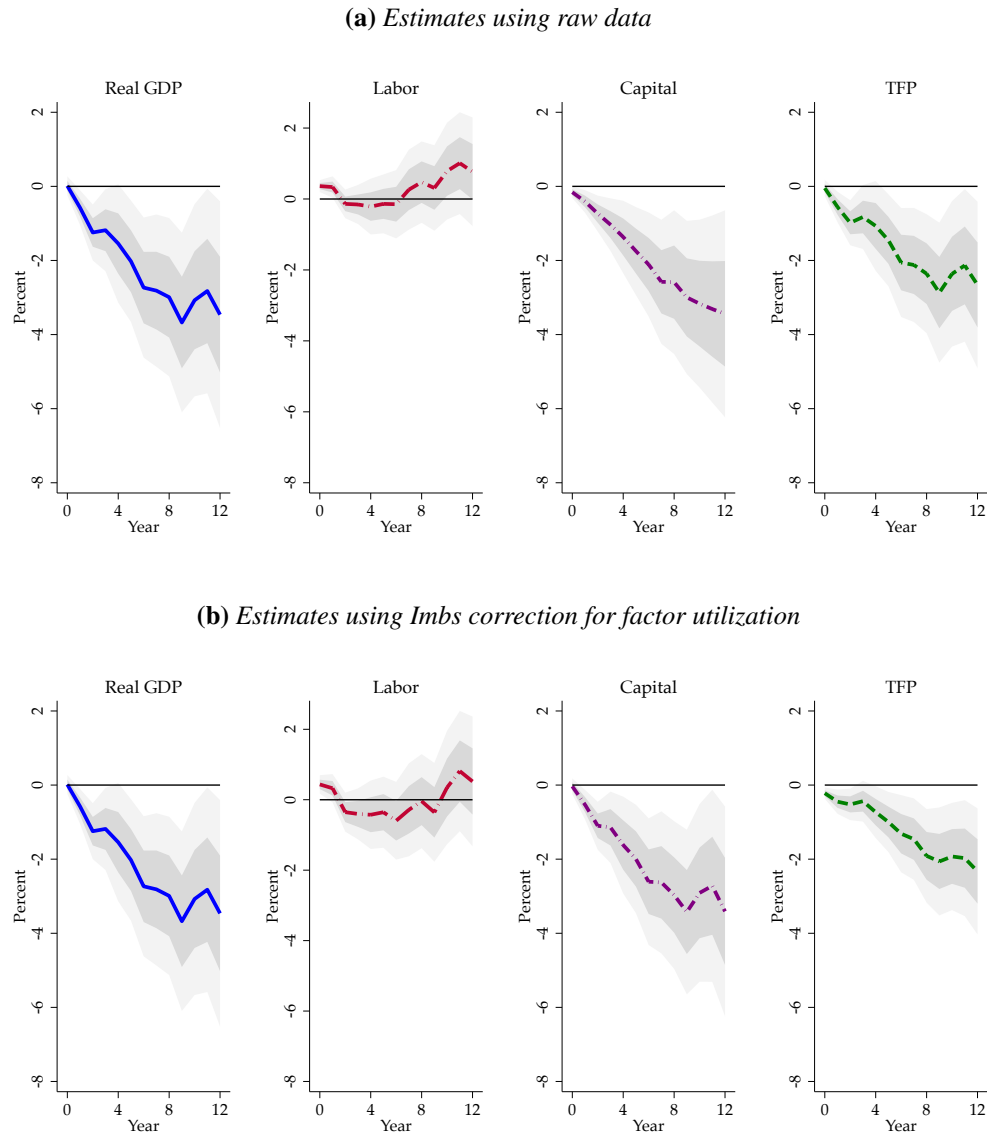 (a) Estimates using raw data
Real GDP
Percent
2
0
-2
-4
-6
-8
0 4 8 12
Year
Labor
Percent
2
0
-2
-4
-6
-8
0 4 8 12
Year
Capital
Percent
2
0
-2
-4
-6
-8
0 4 8 12
Year
TFP
Percent
2
0
-2
-4
-6
-8
0 4 8 12
Year
(b) Estimates using Imbs correction for factor utilization
Real GDP
Percent
2
0
-2
-4
-6
-8
0 4 8 12
Year
Labor
Percent
2
0
-2
-4
-6
-8
0 4 8 12
Year
Capital
Percent
2
0
-2
-4
-6
-8
0 4 8 12
Year
TFP
Percent
2
0
-2
-4
-6
-8
0 4 8 12
Year